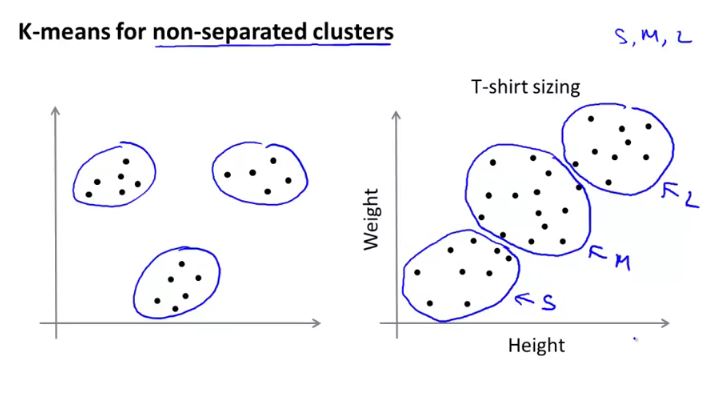 K-means for non-separated clusters
S, M, L
T-shirt sizing
L
Weight
M
S
Height